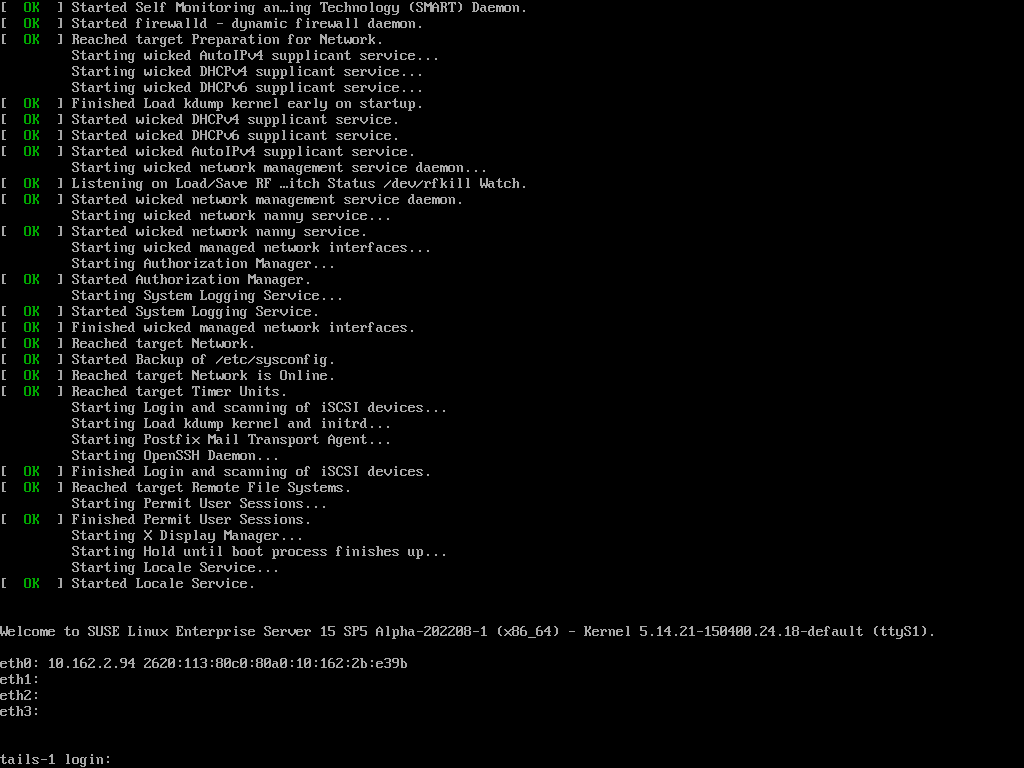 [  OK  ] Started Self Monitoring an…ing Technology (SMART) Daemon.
[  OK  ] Started firewalld - dynamic firewall daemon.
[  OK  ] Reached target Preparation for Network.
         Starting wicked AutoIPv4 supplicant service...
         Starting wicked DHCPv4 supplicant service...
         Starting wicked DHCPv6 supplicant service...
[  OK  ] Finished Load kdump kernel early on startup.
[  OK  ] Started wicked DHCPv4 supplicant service.
[  OK  ] Started wicked DHCPv6 supplicant service.
[  OK  ] Started wicked AutoIPv4 supplicant service.
         Starting wicked network management service daemon...
[  OK  ] Listening on Load/Save RF …itch Status /dev/rfkill Watch.
[  OK  ] Started wicked network management service daemon.
         Starting wicked network nanny service...
[  OK  ] Started wicked network nanny service.
         Starting wicked managed network interfaces...
         Starting Authorization Manager...
[  OK  ] Started Authorization Manager.
         Starting System Logging Service...
[  OK  ] Started System Logging Service.
[  OK  ] Finished wicked managed network interfaces.
[  OK  ] Reached target Network.
[  OK  ] Started Backup of /etc/sysconfig.
[  OK  ] Reached target Network is Online.
[  OK  ] Reached target Timer Units.
         Starting Login and scanning of iSCSI devices...
         Starting Load kdump kernel and initrd...
         Starting Postfix Mail Transport Agent...
         Starting OpenSSH Daemon...
[  OK  ] Finished Login and scanning of iSCSI devices.
[  OK  ] Reached target Remote File Systems.
         Starting Permit User Sessions...
[  OK  ] Finished Permit User Sessions.
         Starting X Display Manager...
         Starting Hold until boot process finishes up...
         Starting Locale Service...
[  OK  ] Started Locale Service.
Welcome to SUSE Linux Enterprise Server 15 SP5 Alpha-202208-1 (x86_64) - Kernel 5.14.21-150400.24.18-default (ttyS1).
eth0: 10.162.2.94 2620:113:80c0:80a0:10:162:2b:e39b
eth1:
eth2:
eth3:
tails-1 login: